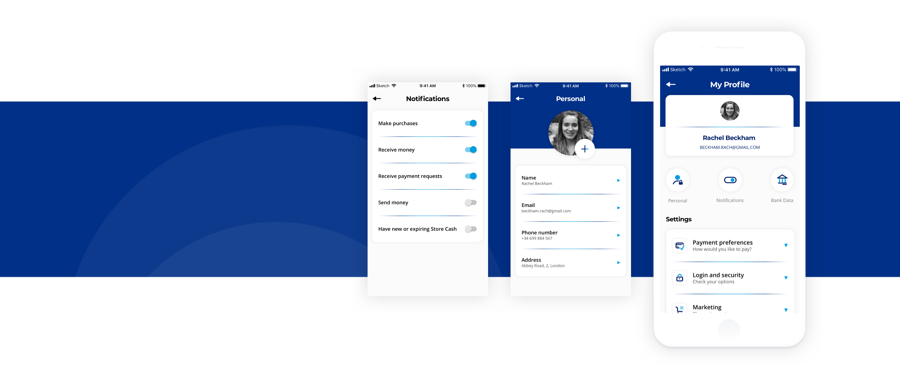 Sketch 9:41 AM 100%
Notifications
Make purchases
Receive money
Receive payment requests
Send money
Have new or expiring Store Cash
Sketch 9:41 AM 100%
Personal
+
Name
Rachel Beckham
Email
beckham.rach@gmail.com
Phone number
+34 699 884 567
Address
Abbey Road, 2, London
Sketch 9:41 AM 100%
My Profile
Rachel Beckham
BECKHAM.RACH@GMAIL.COM
Personal Notifications Bank Data
Settings
Payment preferences
How would you like to pay?
Login and security
Check your options
Marketing